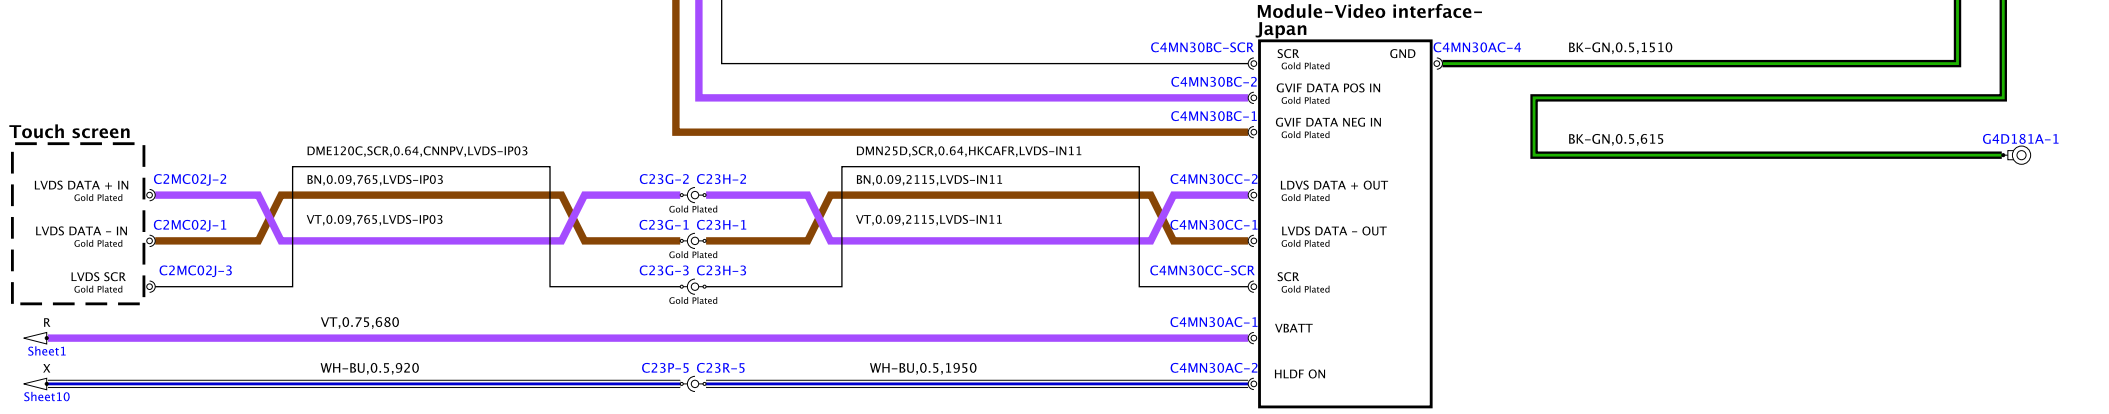 Module-Video interface-
Japan
C4MN30BC-SCR
SCR
Gold Plated
GND
C4MN30AC-4
BK-GN,0.5,1510
C4MN30BC-2
GVIF DATA POS IN
Gold Plated
C4MN30BC-1
GVIF DATA NEG IN
Gold Plated
BK-GN,0.5,615
G4D181A-1
Touch screen
DME120C,SCR,0.64,CNNPV,LVDS-IP03
DMN25D,SCR,0.64,HKCAFR,LVDS-IN11
LVDS DATA + IN
Gold Plated
C2MC02J-2
BN,0.09,765,LVDS-IP03
C23G-2 C23H-2
Gold Plated
BN,0.09,2115,LVDS-IN11
C4MN30CC-2
LDVS DATA + OUT
Gold Plated
LVDS DATA - IN
Gold Plated
C2MC02J-1
VT,0.09,765,LVDS-IP03
C23G-1 C23H-1
Gold Plated
VT,0.09,2115,LVDS-IN11
C4MN30CC-1
LVDS DATA - OUT
Gold Plated
LVDS SCR
Gold Plated
C2MC02J-3
C23G-3 C23H-3
Gold Plated
C4MN30CC-SCR
SCR
Gold Plated
R
Sheet1
VT,0.75,680
C4MN30AC-1
VBATT
X
Sheet10
WH-BU,0.5,920
C23P-5 C23R-5
WH-BU,0.5,1950
C4MN30AC-2
HLDF ON